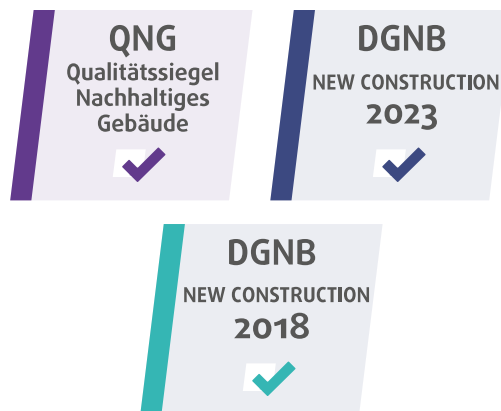 QNG
Qualitätssiegel
Nachhaltiges
Gebäude
DGNB
NEW CONSTRUCTION
2023
DGNB
NEW CONSTRUCTION
2018